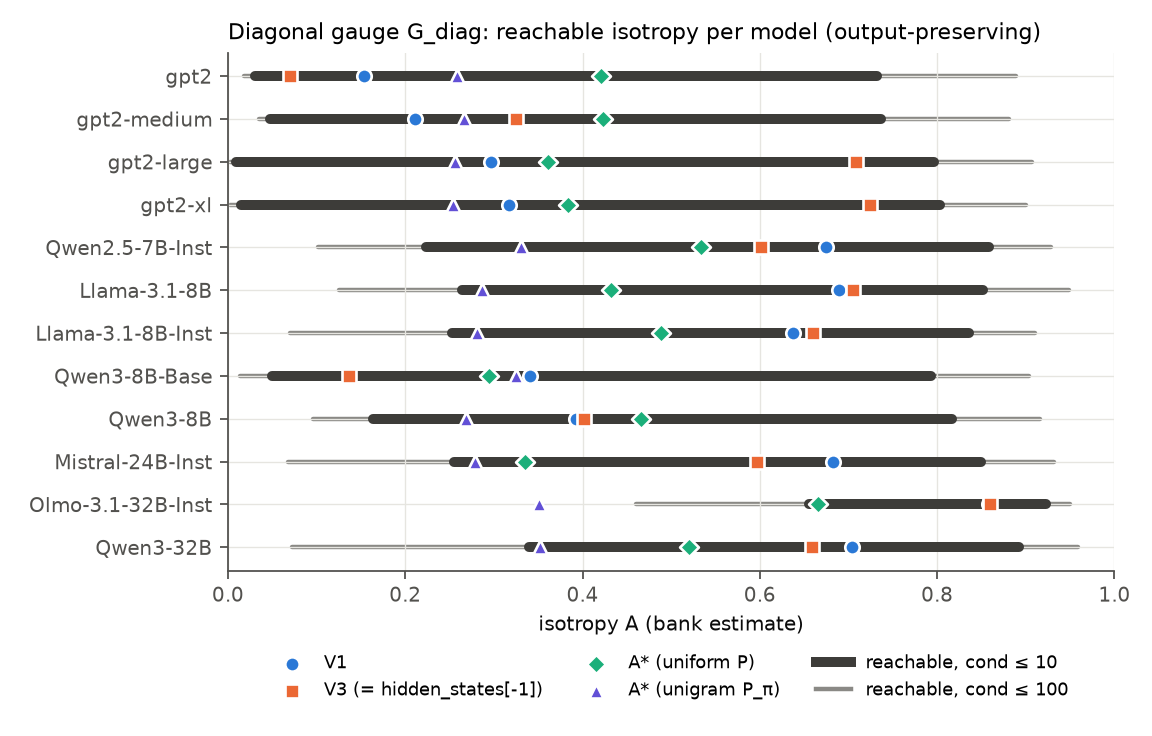 Diagonal gauge G_diag: reachable isotropy per model (output-preserving)
gpt2
gpt2-medium
gpt2-large
gpt2-xl
Qwen2.5-7B-Inst
Llama-3.1-8B
Llama-3.1-8B-Inst
Qwen3-8B-Base
Qwen3-8B
Mistral-24B-Inst
Olmo-3.1-32B-Inst
Qwen3-32B
0.0 0.2 0.4 0.6 0.8 1.0
isotropy A (bank estimate)
V1 A* (uniform P) reachable, cond ≤ 10
V3 (= hidden_states[-1]) A* (unigram P_π) reachable, cond ≤ 100